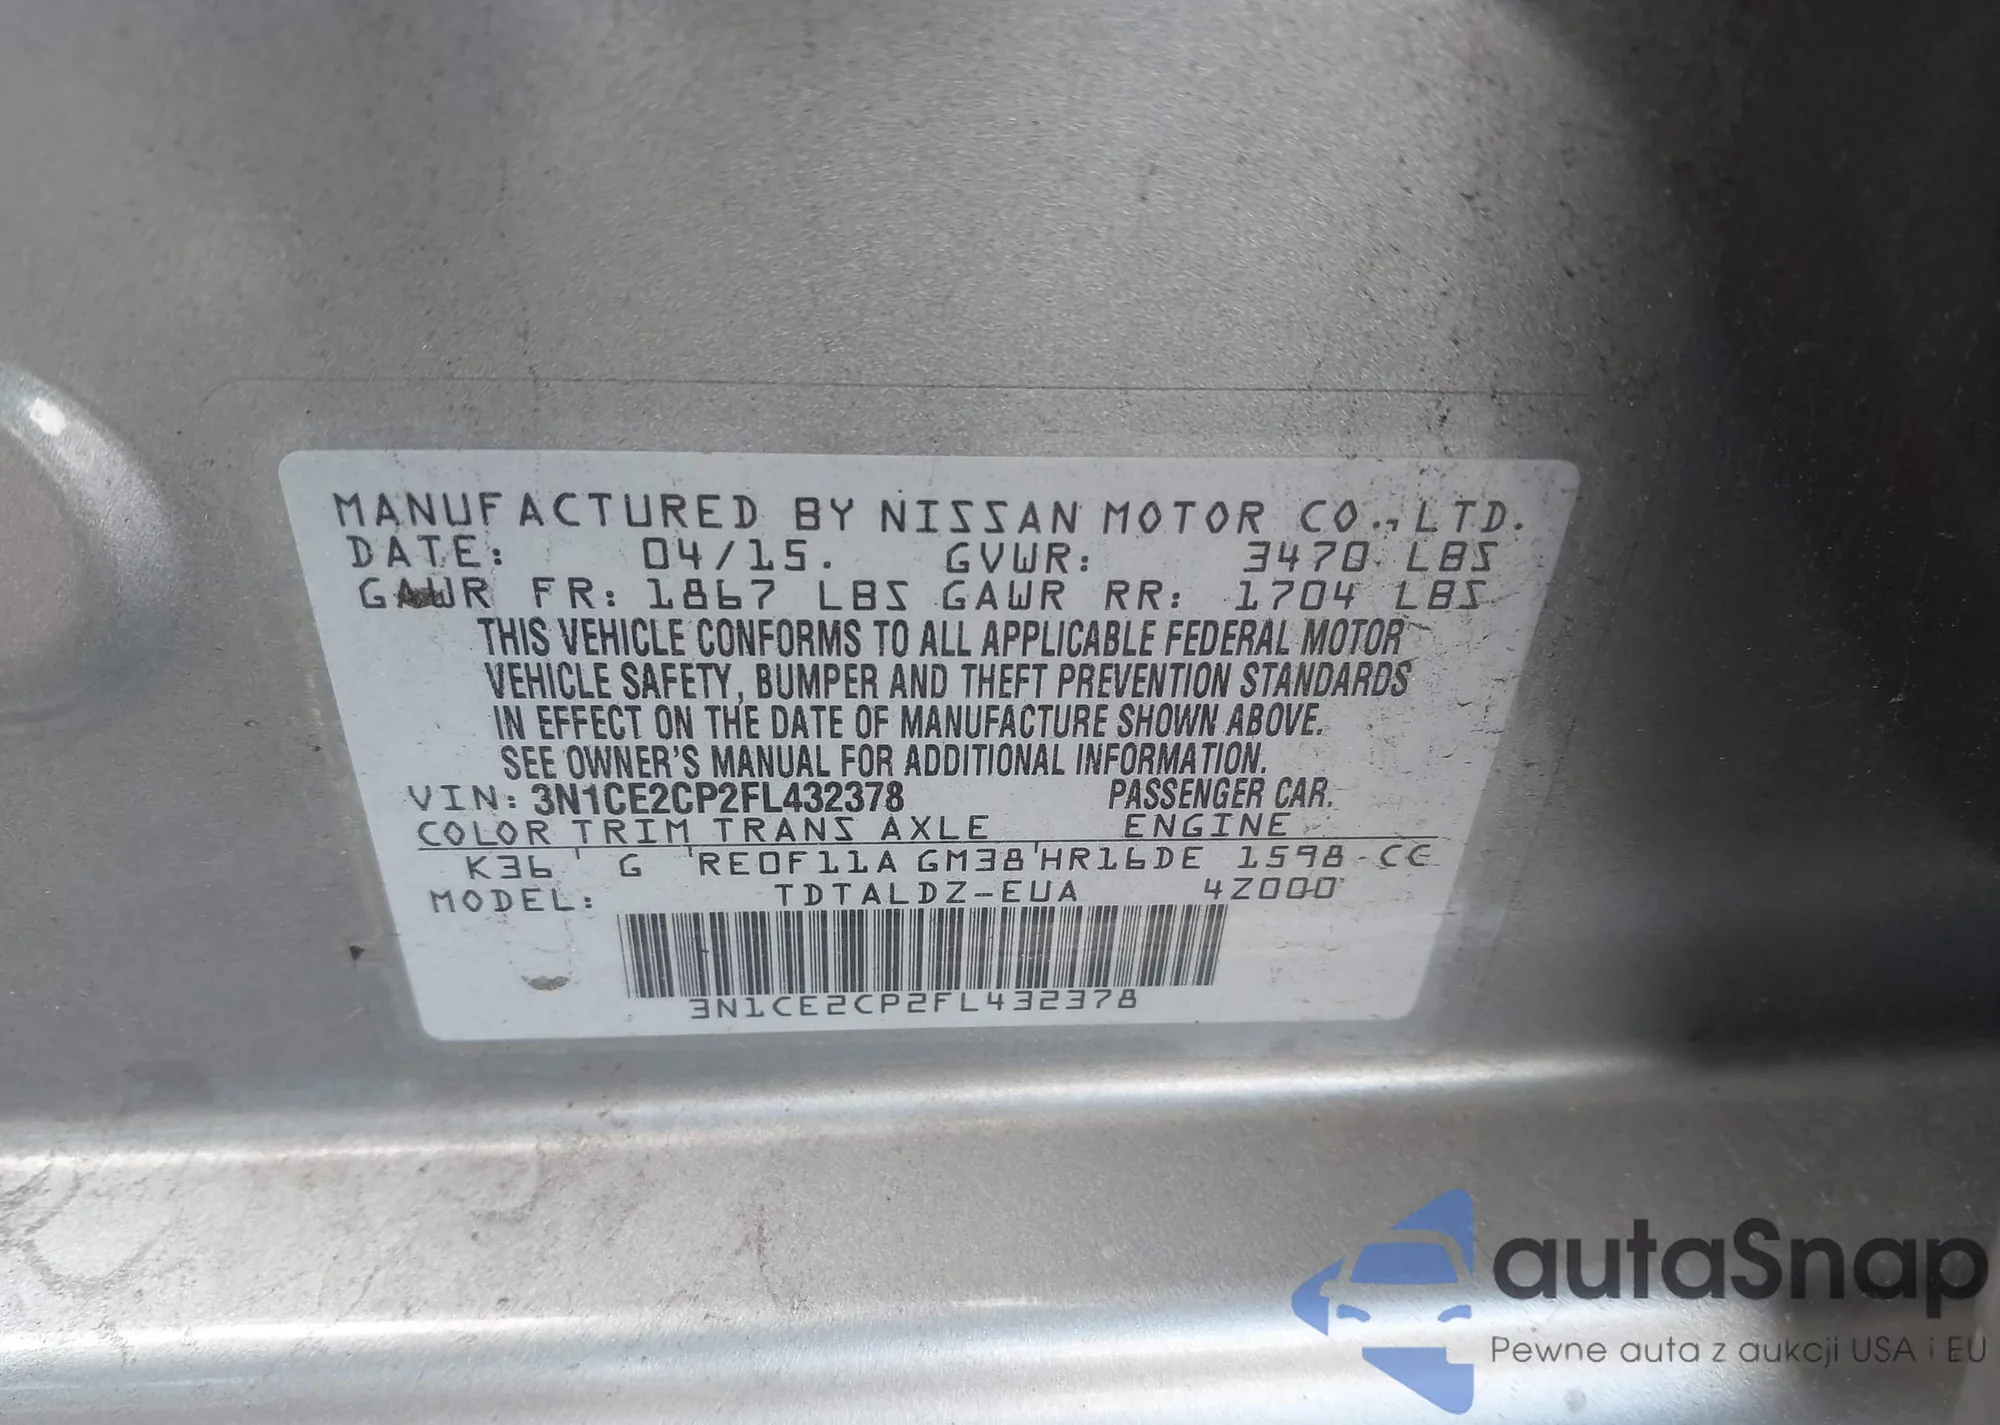 MANUFACTURED BY NISSAN MOTOR CO., LTD.
DATE: 04/15. GVWR: 3470 LBS
GAWR FR: 1867 LBS GAWR RR: 1704 LBS
THIS VEHICLE CONFORMS TO ALL APPLICABLE FEDERAL MOTOR
VEHICLE SAFETY, BUMPER AND THEFT PREVENTION STANDARDS
IN EFFECT ON THE DATE OF MANUFACTURE SHOWN ABOVE.
SEE OWNER'S MANUAL FOR ADDITIONAL INFORMATION.
VIN: 3N1CE2CP2FL432378 PASSENGER CAR.
COLOR TRIM TRANS AXLE ENGINE
K36 ' G 'RE0F11A GM38'HR16DE 1598 CC
MODEL: TDTALDZ-EUA 4Z000
3N1CE2CP2FL432378
autaSnap
Pewne auta z aukcji USA i EU